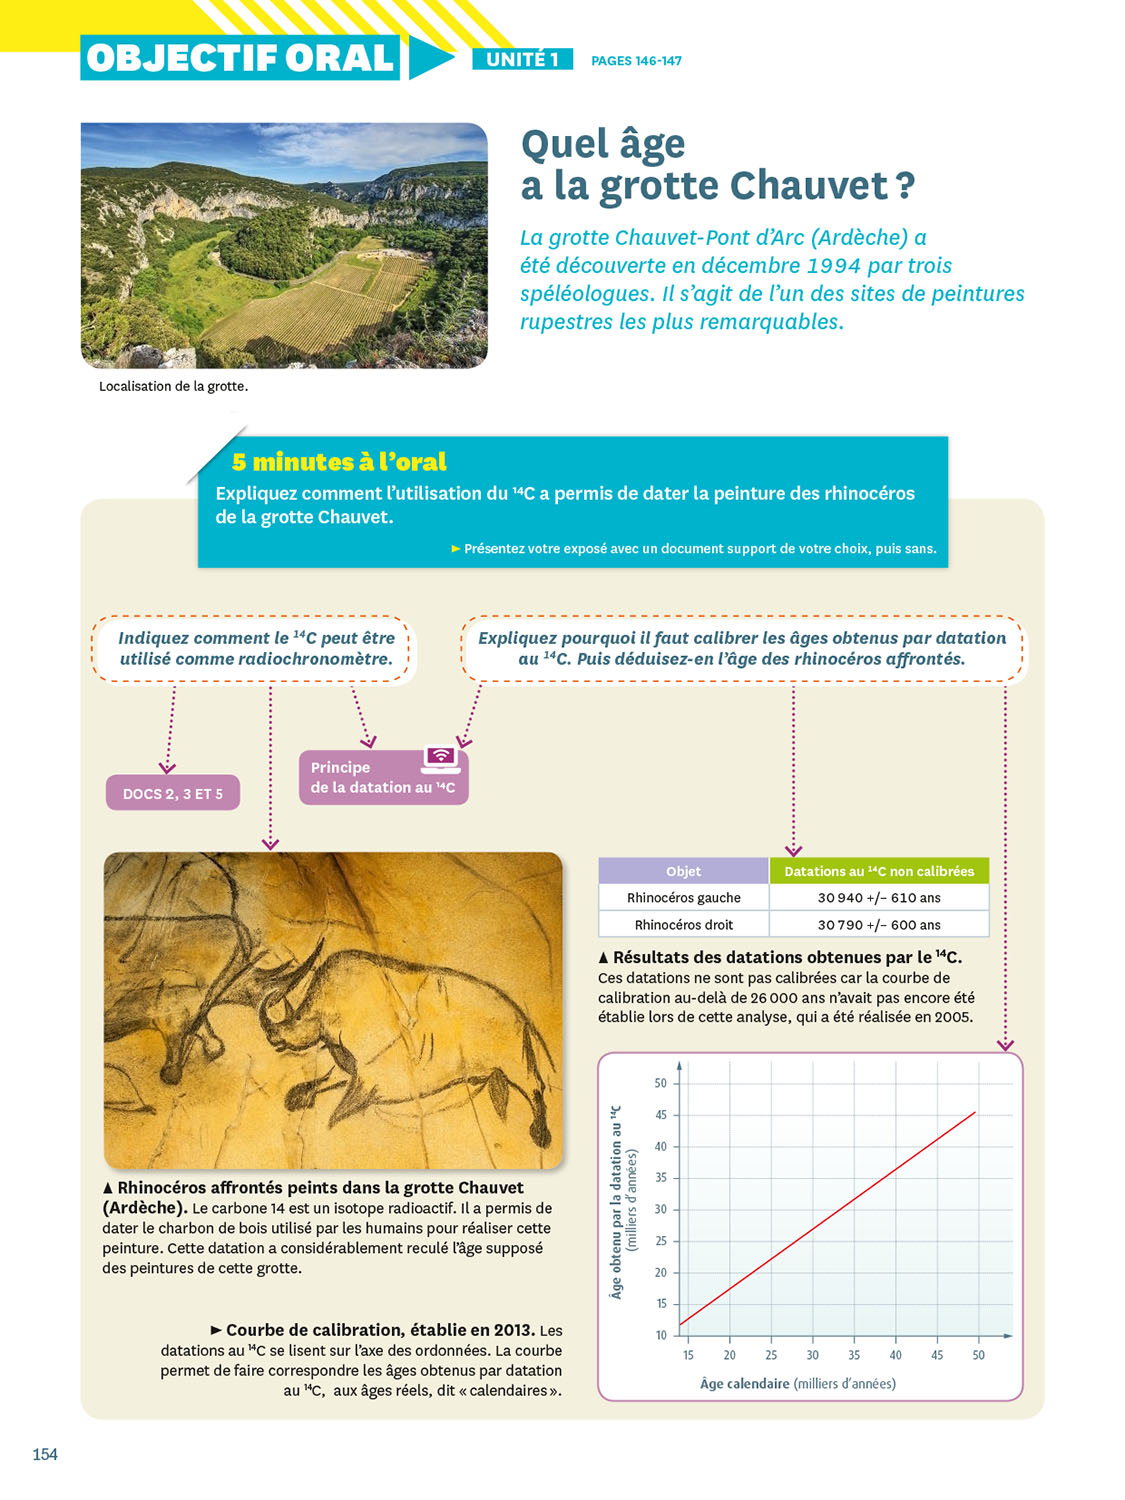 OBJECTIF ORAL
UNITÉ 1
PAGES 146-147
Quel âge
a la grotte Chauvet ?
La grotte Chauvet-Pont d’Arc (Ardèche) a
été découverte en décembre 1994 par trois
spéléologues. Il s’agit de l’un des sites de peintures
rupestres les plus remarquables.
Localisation de la grotte.
5 minutes à l’oral
Expliquez comment l’utilisation du ¹⁴C a permis de dater la peinture des rhinocéros
de la grotte Chauvet.
► Présentez votre exposé avec un document support de votre choix, puis sans.
Indiquez comment le ¹⁴C peut être
utilisé comme radiochronomètre.
Expliquez pourquoi il faut calibrer les âges obtenus par datation
au ¹⁴C. Puis déduisez-en l’âge des rhinocéros affrontés.
DOCS 2, 3 ET 5
Principe
de la datation au ¹⁴C
Objet Datations au ¹⁴C non calibrées
Rhinocéros gauche 30 940 +/– 610 ans
Rhinocéros droit 30 790 +/– 600 ans
▲ Résultats des datations obtenues par le ¹⁴C.
Ces datations ne sont pas calibrées car la courbe de
calibration au-delà de 26 000 ans n’avait pas encore été
établie lors de cette analyse, qui a été réalisée en 2005.
▲ Rhinocéros affrontés peints dans la grotte Chauvet
(Ardèche). Le carbone 14 est un isotope radioactif. Il a permis de
dater le charbon de bois utilisé par les humains pour réaliser cette
peinture. Cette datation a considérablement reculé l’âge supposé
des peintures de cette grotte.
► Courbe de calibration, établie en 2013. Les
datations au ¹⁴C se lisent sur l’axe des ordonnées. La courbe
permet de faire correspondre les âges obtenus par datation
au ¹⁴C, aux âges réels, dit « calendaires ».
Âge obtenu par la datation au ¹⁴C
(milliers d’années)
50
45
40
35
30
25
20
15
10
15 20 25 30 35 40 45 50
Âge calendaire (milliers d’années)
154